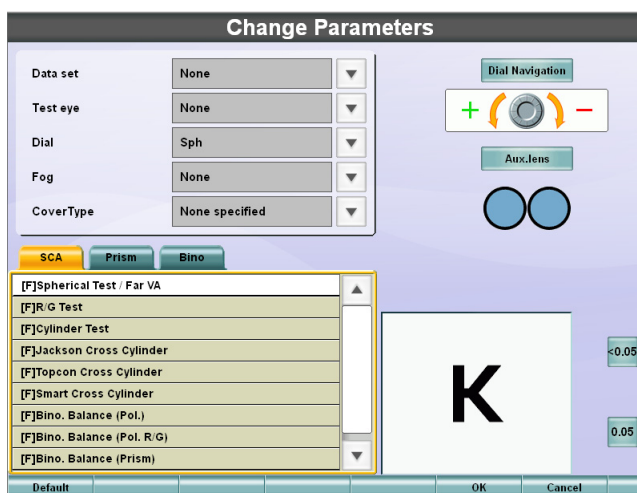 Change Parameters
Data set None
Test eye None
Dial Sph
Fog None
CoverType None specified
Dial Navigation
+ −
Aux.lens
SCA Prism Bino
[F]Spherical Test / Far VA
[F]R/G Test
[F]Cylinder Test
[F]Jackson Cross Cylinder
[F]Topcon Cross Cylinder
[F]Smart Cross Cylinder
[F]Bino. Balance (Pol.)
[F]Bino. Balance (Pol. R/G)
[F]Bino. Balance (Prism)
K
<0.05
0.05
Default OK Cancel